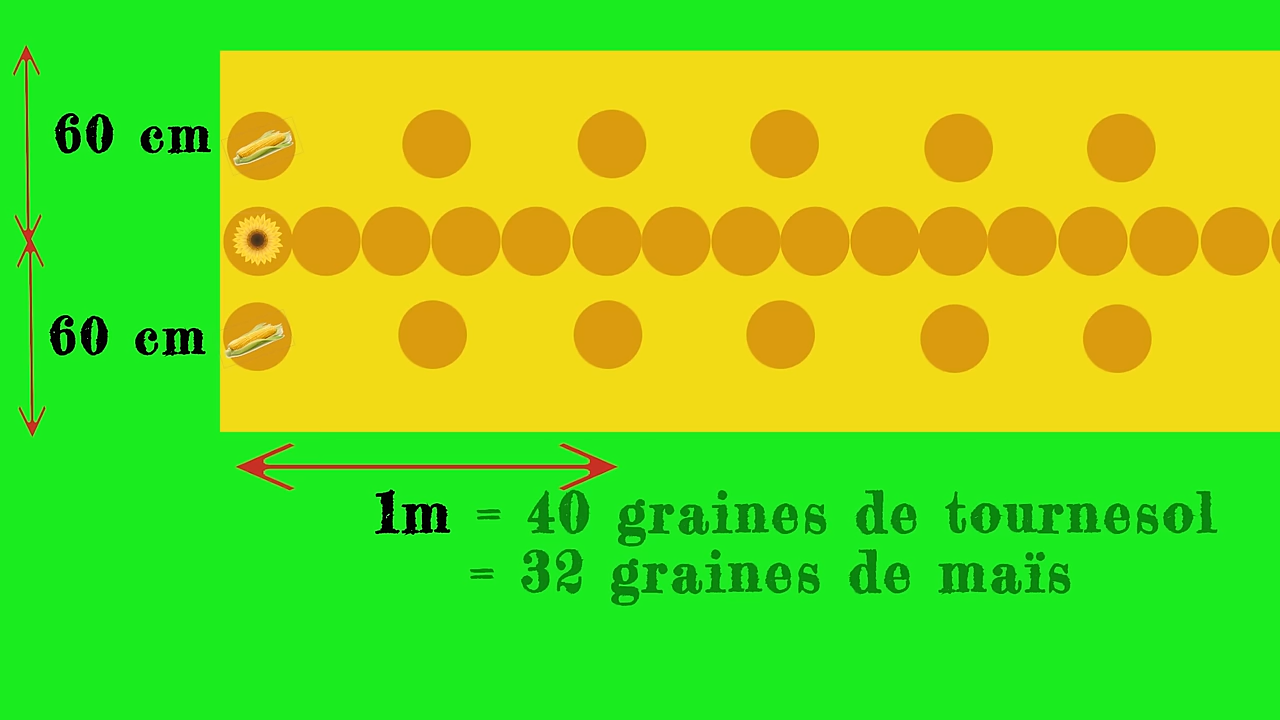 60 cm
60 cm
1m = 40 graines de tournesol
= 32 graines de maïs